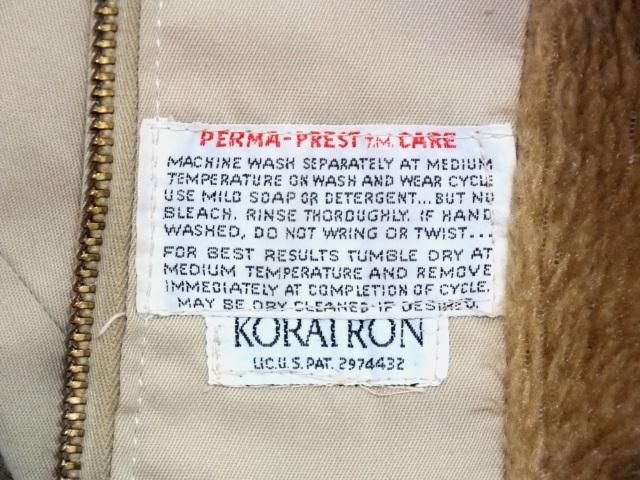 PERMA-PREST T.M. CARE
MACHINE WASH SEPARATELY AT MEDIUM
TEMPERATURE ON WASH AND WEAR CYCLE
USE MILD SOAP OR DETERGENT... BUT NO
BLEACH. RINSE THOROUGHLY. IF HAND
WASHED, DO NOT WRING OR TWIST...
FOR BEST RESULTS TUMBLE DRY AT
MEDIUM TEMPERATURE AND REMOVE
IMMEDIATELY AT COMPLETION OF CYCLE.
MAY BE DRY CLEANED IF DESIRED.
KORATRON
LIC.U.S. PAT. 2974432